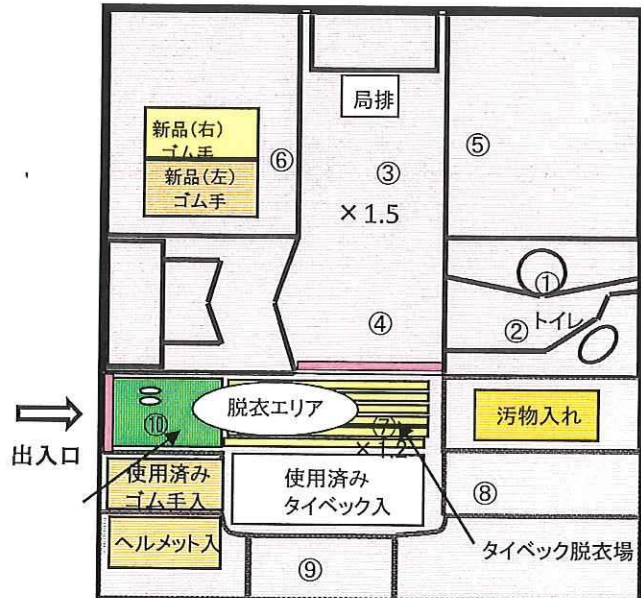 局排
新品(右)
ゴム手
新品(左)
ゴム手
⑥
③
×1.5
⑤
④
①
②
トイレ
出入口
⑩
脱衣エリア
⑦
×1.2
汚物入れ
使用済み
ゴム手入
使用済み
タイベック入
⑧
ヘルメット入
⑨
タイベック脱衣場